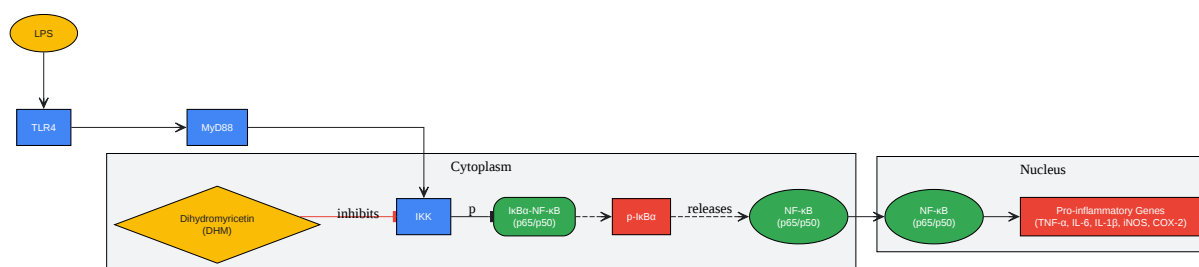 LPS
TLR4
MyD88
Cytoplasm
Nucleus
Dihydromyricetin
(DHM)
inhibits
IKK
p
IκBα-NF-κB
(p65/p50)
p-IκBα
releases
NF-κB
(p65/p50)
NF-κB
(p65/p50)
Pro-inflammatory Genes
(TNF-α, IL-6, IL-1β, iNOS, COX-2)